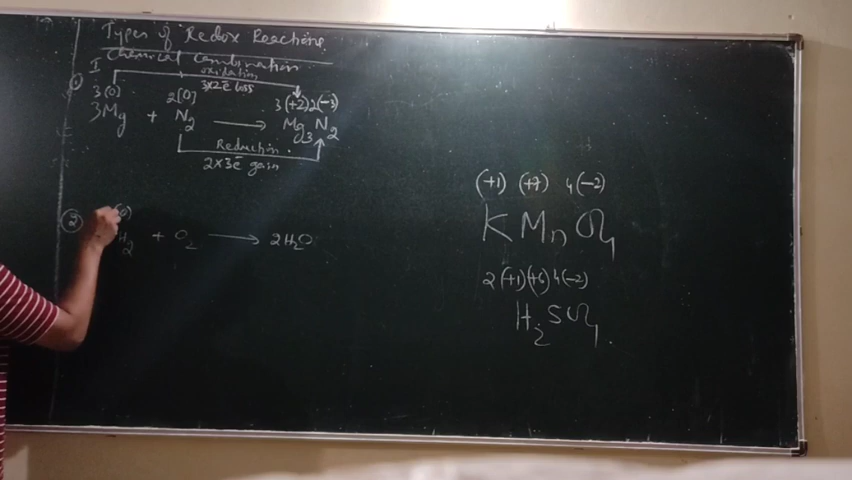 Types of Redox Reactions
I Chemical Combination
① oxidation
3×2e⁻ loss
3[0] 2[0] 3(+2)2(-3)
3Mg + N₂ ⟶ Mg₃N₂
Reduction
2×3e⁻ gain
② (0)
H₂ + O₂ ⟶ 2H₂O
(+1) (+7) 4(-2)
KMnO₄
2(+1)(+6)4(-2)
H₂SO₄